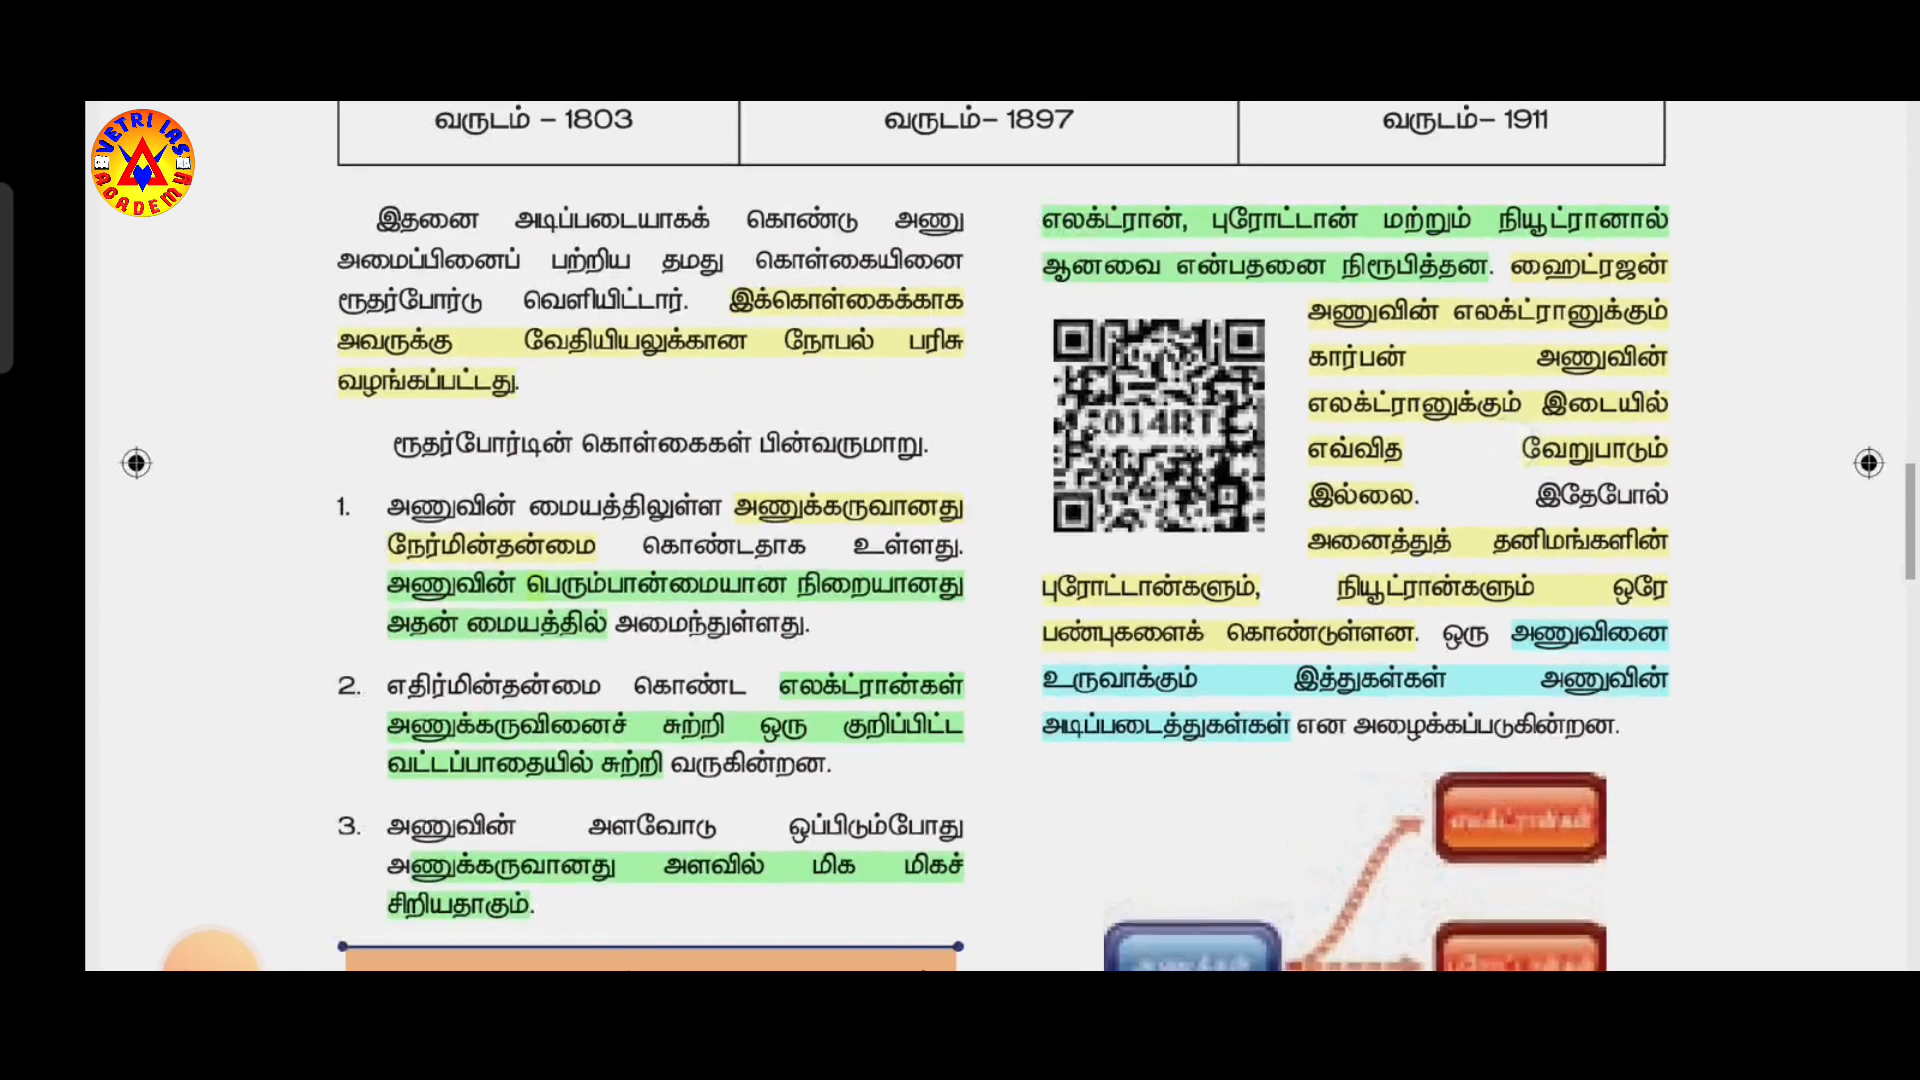 VETRI IAS
ACADEMY
வருடம் – 1803
வருடம்– 1897
வருடம்– 1911
இதனை அடிப்படையாகக் கொண்டு அணு
அமைப்பினைப் பற்றிய தமது கொள்கையினை
ரூதர்போர்டு வெளியிட்டார். இக்கொள்கைக்காக
அவருக்கு வேதியியலுக்கான நோபல் பரிசு
வழங்கப்பட்டது.
ரூதர்போர்டின் கொள்கைகள் பின்வருமாறு.
1. அணுவின் மையத்திலுள்ள அணுக்கருவானது
நேர்மின்தன்மை கொண்டதாக உள்ளது.
அணுவின் பெரும்பான்மையான நிறையானது
அதன் மையத்தில் அமைந்துள்ளது.
2. எதிர்மின்தன்மை கொண்ட எலக்ட்ரான்கள்
அணுக்கருவினைச் சுற்றி ஒரு குறிப்பிட்ட
வட்டப்பாதையில் சுற்றி வருகின்றன.
3. அணுவின் அளவோடு ஒப்பிடும்போது
அணுக்கருவானது அளவில் மிக மிகச்
சிறியதாகும்.
எலக்ட்ரான், புரோட்டான் மற்றும் நியூட்ரானால்
ஆனவை என்பதனை நிரூபித்தன. ஹைட்ரஜன்
அணுவின் எலக்ட்ரானுக்கும்
கார்பன் அணுவின்
எலக்ட்ரானுக்கும் இடையில்
எவ்வித வேறுபாடும்
இல்லை. இதேபோல்
அனைத்துத் தனிமங்களின்
புரோட்டான்களும், நியூட்ரான்களும் ஒரே
பண்புகளைக் கொண்டுள்ளன. ஒரு அணுவினை
உருவாக்கும் இத்துகள்கள் அணுவின்
அடிப்படைத்துகள்கள் என அழைக்கப்படுகின்றன.
எலக்ட்ரான்கள்